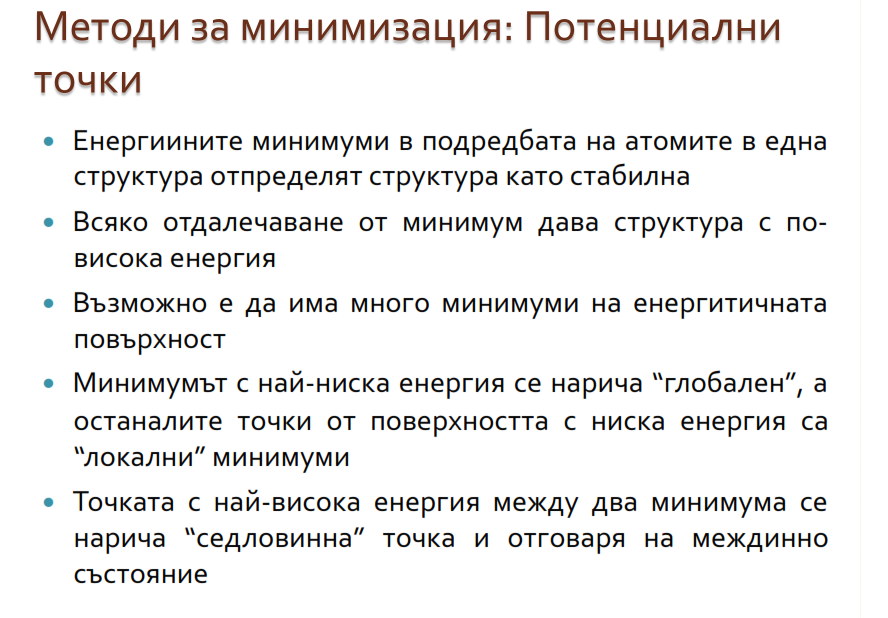 Методи за минимизация: Потенциални
точки
• Енергиините минимуми в подредбата на атомите в една
структура отпределят структура като стабилна
• Всяко отдалечаване от минимум дава структура с по-
висока енергия
• Възможно е да има много минимуми на енергитичната
повърхност
• Минимумът с най-ниска енергия се нарича “глобален”, а
останалите точки от поверхността с ниска енергия са
“локални” минимуми
• Точката с най-висока енергия между два минимума се
нарича “седловинна” точка и отговаря на междинно
състояние